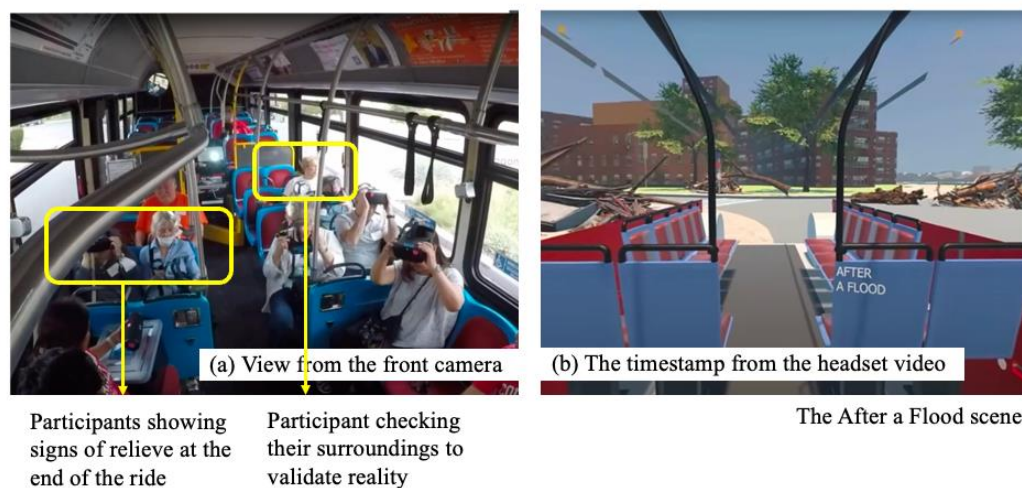 AFTER
A FLOOD
(a) View from the front camera
(b) The timestamp from the headset video
The After a Flood scene
Participants showing
signs of relieve at the
end of the ride
Participant checking
their surroundings to
validate reality